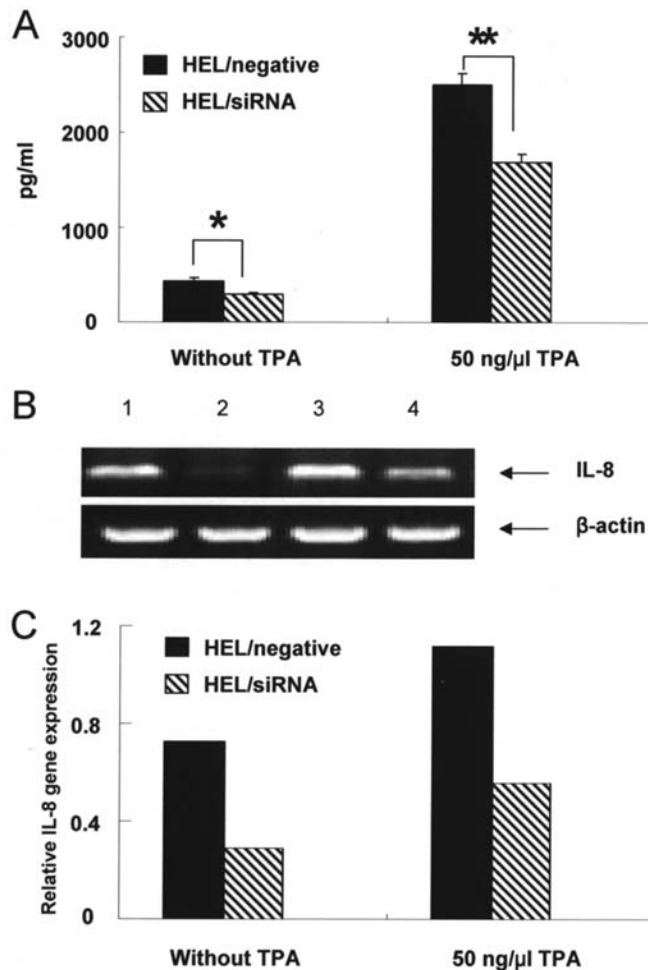 A
3000
2000
1000
0
pg/ml
HEL/negative
HEL/siRNA
*
**
Without TPA
50 ng/µl TPA
B
1 2 3 4
IL-8
β-actin
C
1.2
0.8
0.4
0
Relative IL-8 gene expression
HEL/negative
HEL/siRNA
Without TPA
50 ng/µl TPA